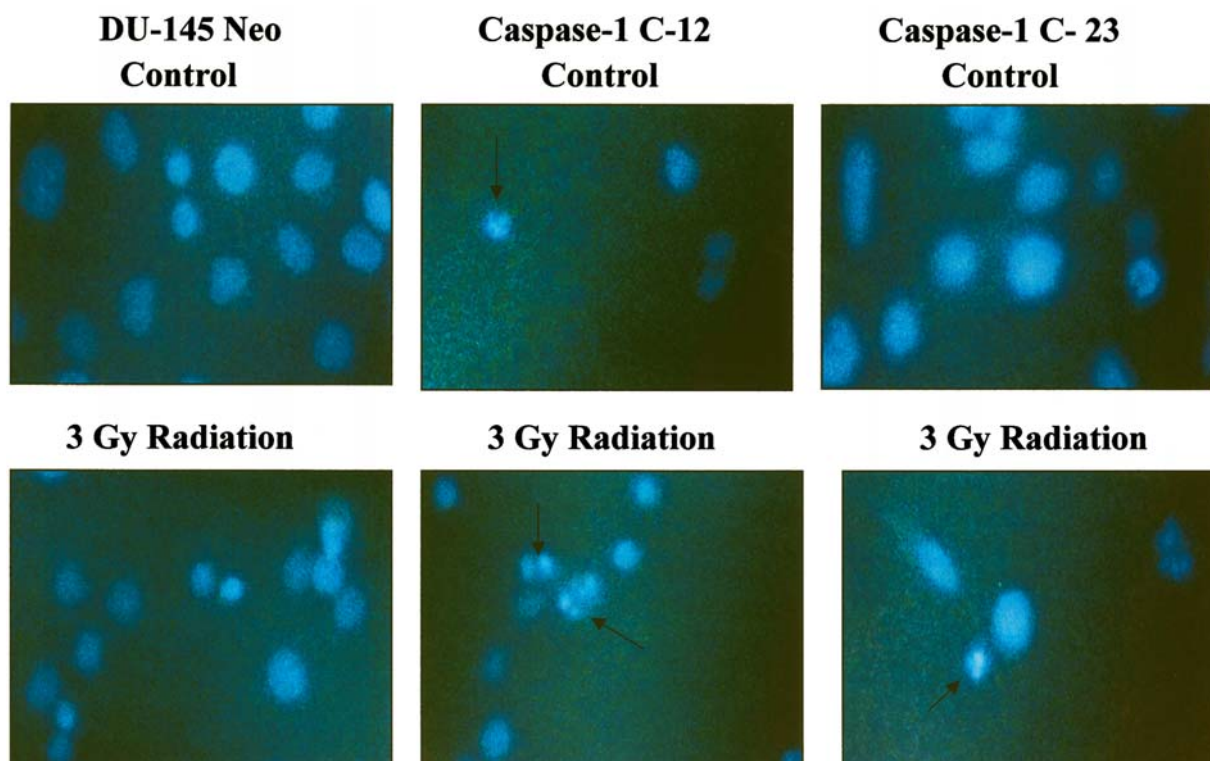 DU-145 Neo
Control
Caspase-1 C-12
Control
Caspase-1 C- 23
Control
3 Gy Radiation
3 Gy Radiation
3 Gy Radiation